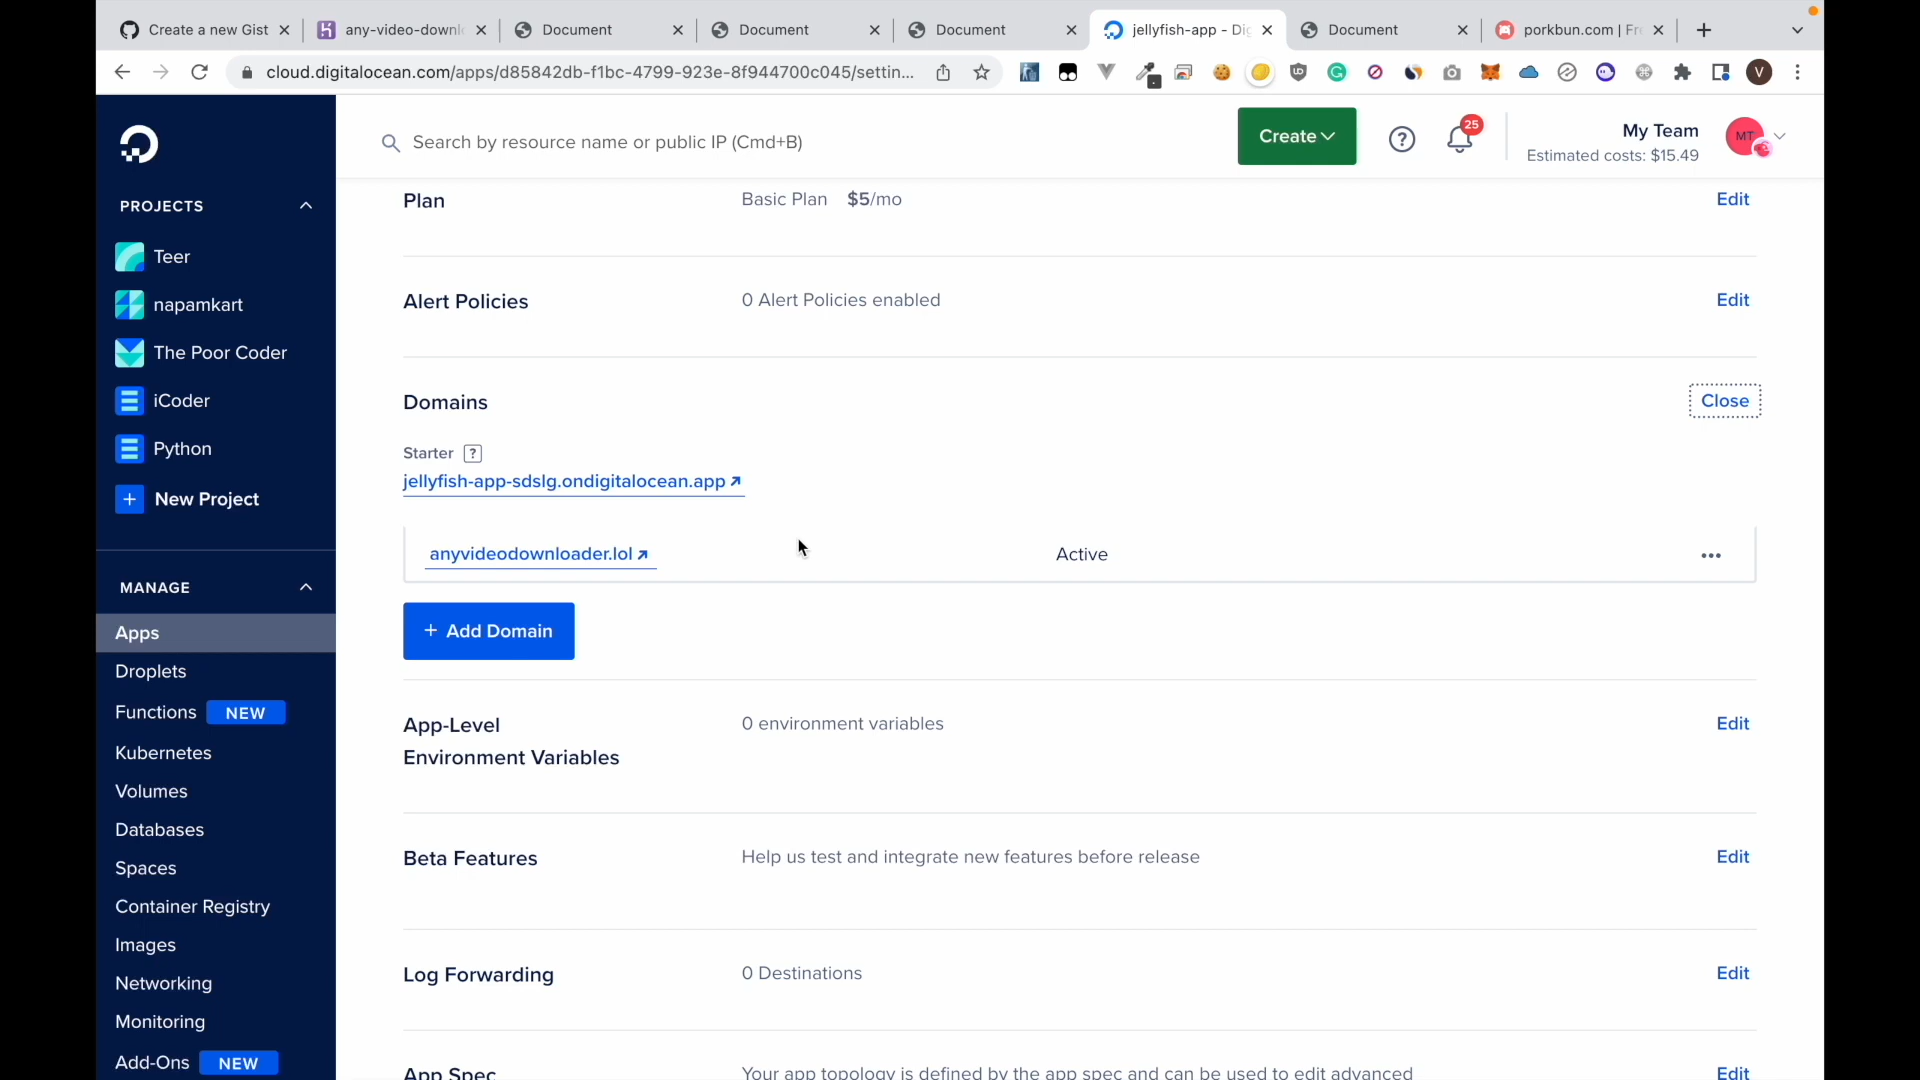 Create a new Gist
any-video-downl
Document
Document
Document
jellyfish-app - Dig
Document
porkbun.com | Fr
cloud.digitalocean.com/apps/d85842db-f1bc-4799-923e-8f944700c045/settin...
V
Search by resource name or public IP (Cmd+B)
Create
?
25
My Team
Estimated costs: $15.49
MT
PROJECTS
Teer
napamkart
The Poor Coder
iCoder
Python
+ New Project
MANAGE
Apps
Droplets
Functions NEW
Kubernetes
Volumes
Databases
Spaces
Container Registry
Images
Networking
Monitoring
Add-Ons NEW
Plan
Basic Plan $5/mo
Edit
Alert Policies
0 Alert Policies enabled
Edit
Domains
Close
Starter ?
jellyfish-app-sdslg.ondigitalocean.app
anyvideodownloader.lol
Active
+ Add Domain
App-Level
Environment Variables
0 environment variables
Edit
Beta Features
Help us test and integrate new features before release
Edit
Log Forwarding
0 Destinations
Edit
App Spec
Your app topology is defined by the app spec and can be used to edit advanced
Edit